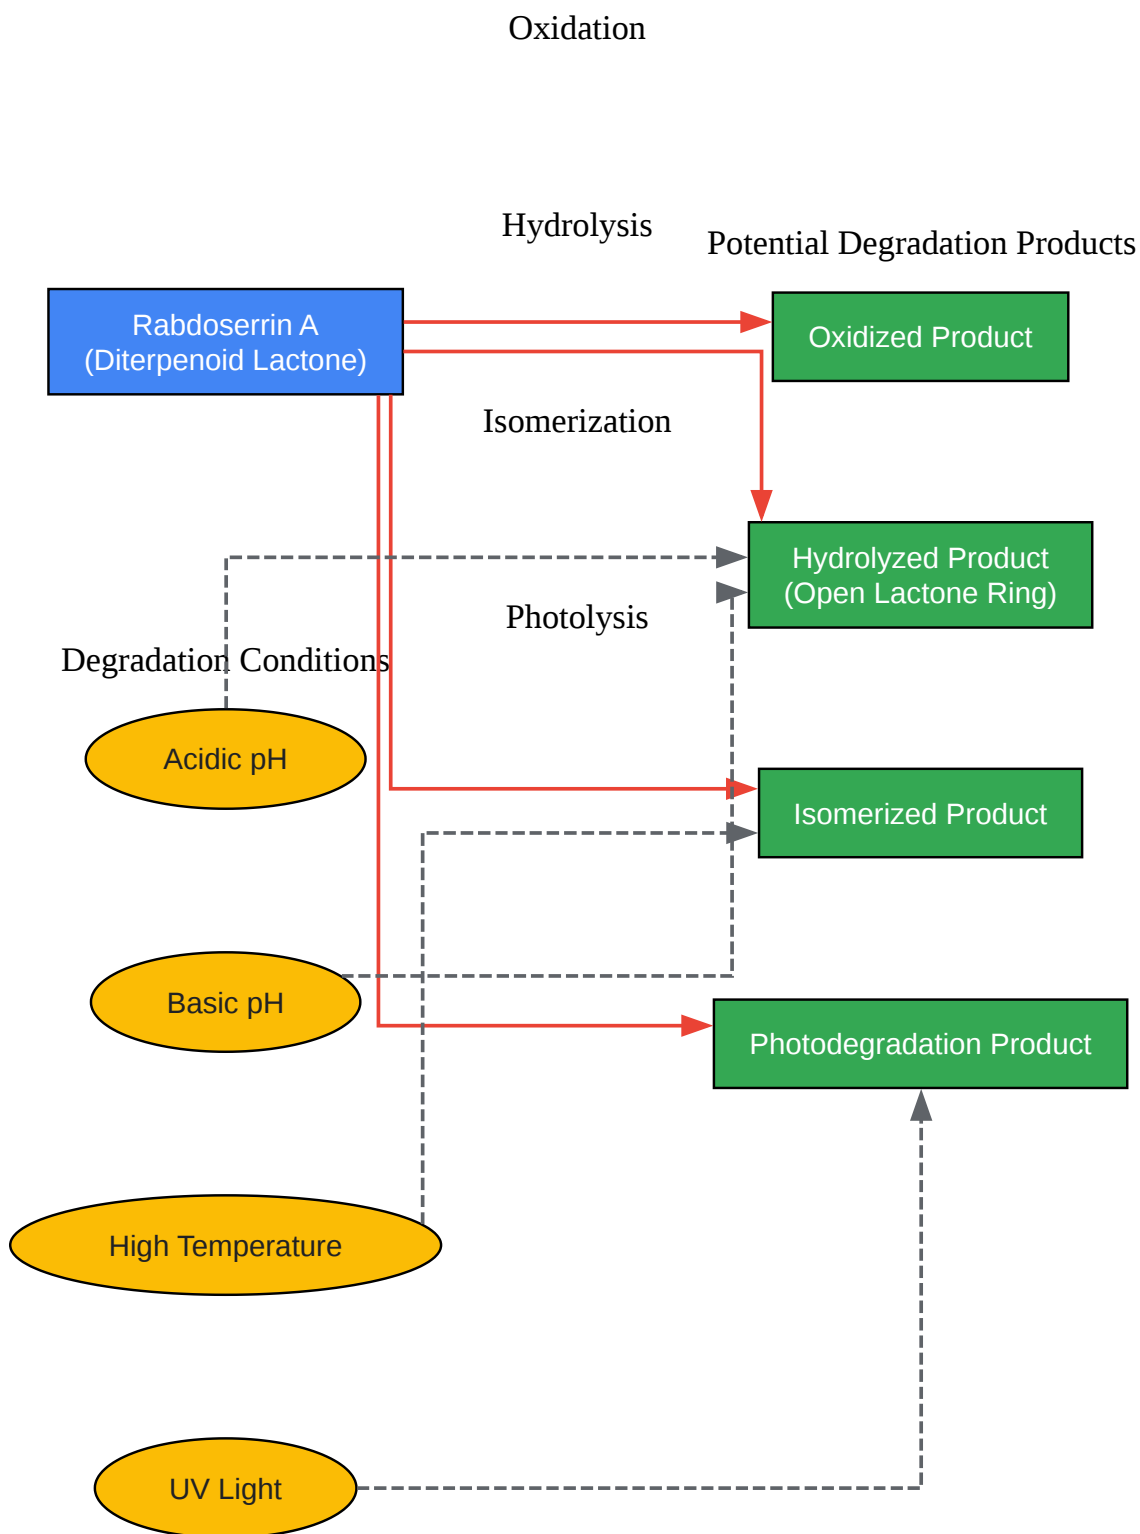 Oxidation
Hydrolysis
Potential Degradation Products
Rabdoserrin A
(Diterpenoid Lactone)
Oxidized Product
Isomerization
Hydrolyzed Product
(Open Lactone Ring)
Photolysis
Degradation Conditions
Acidic pH
Isomerized Product
Basic pH
Photodegradation Product
High Temperature
UV Light